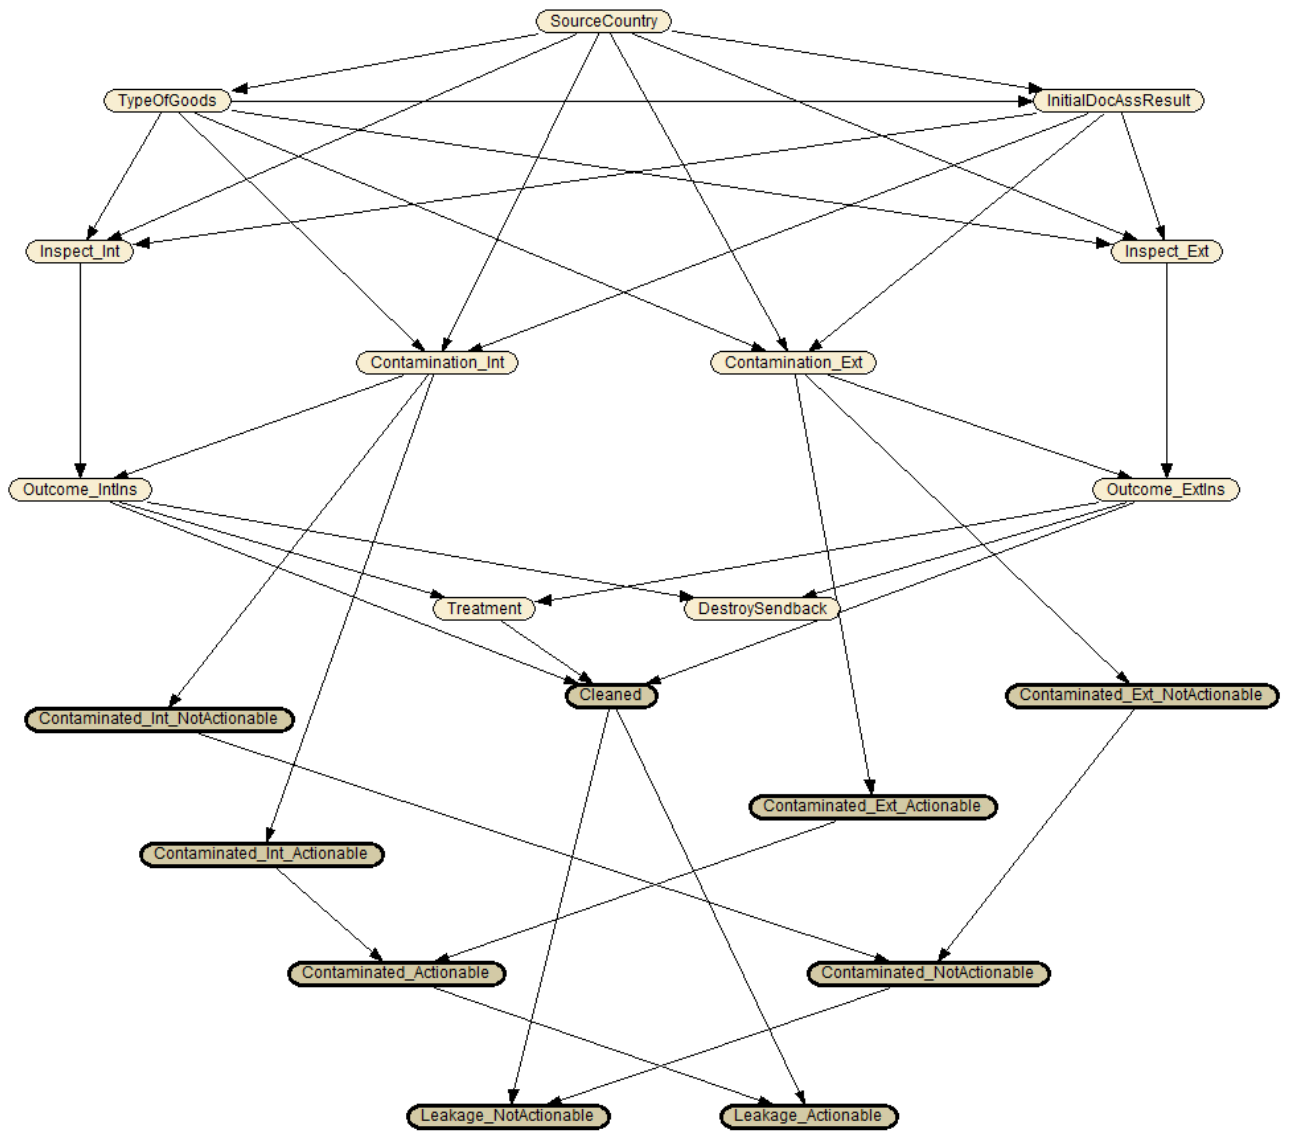 SourceCountry
TypeOfGoods
InitialDocAssResult
Inspect_Int
Inspect_Ext
Contamination_Int
Contamination_Ext
Outcome_IntIns
Outcome_ExtIns
Treatment
DestroySendback
Cleaned
Contaminated_Ext_NotActionable
Contaminated_Int_NotActionable
Contaminated_Ext_Actionable
Contaminated_Int_Actionable
Contaminated_Actionable
Contaminated_NotActionable
Leakage_NotActionable
Leakage_Actionable